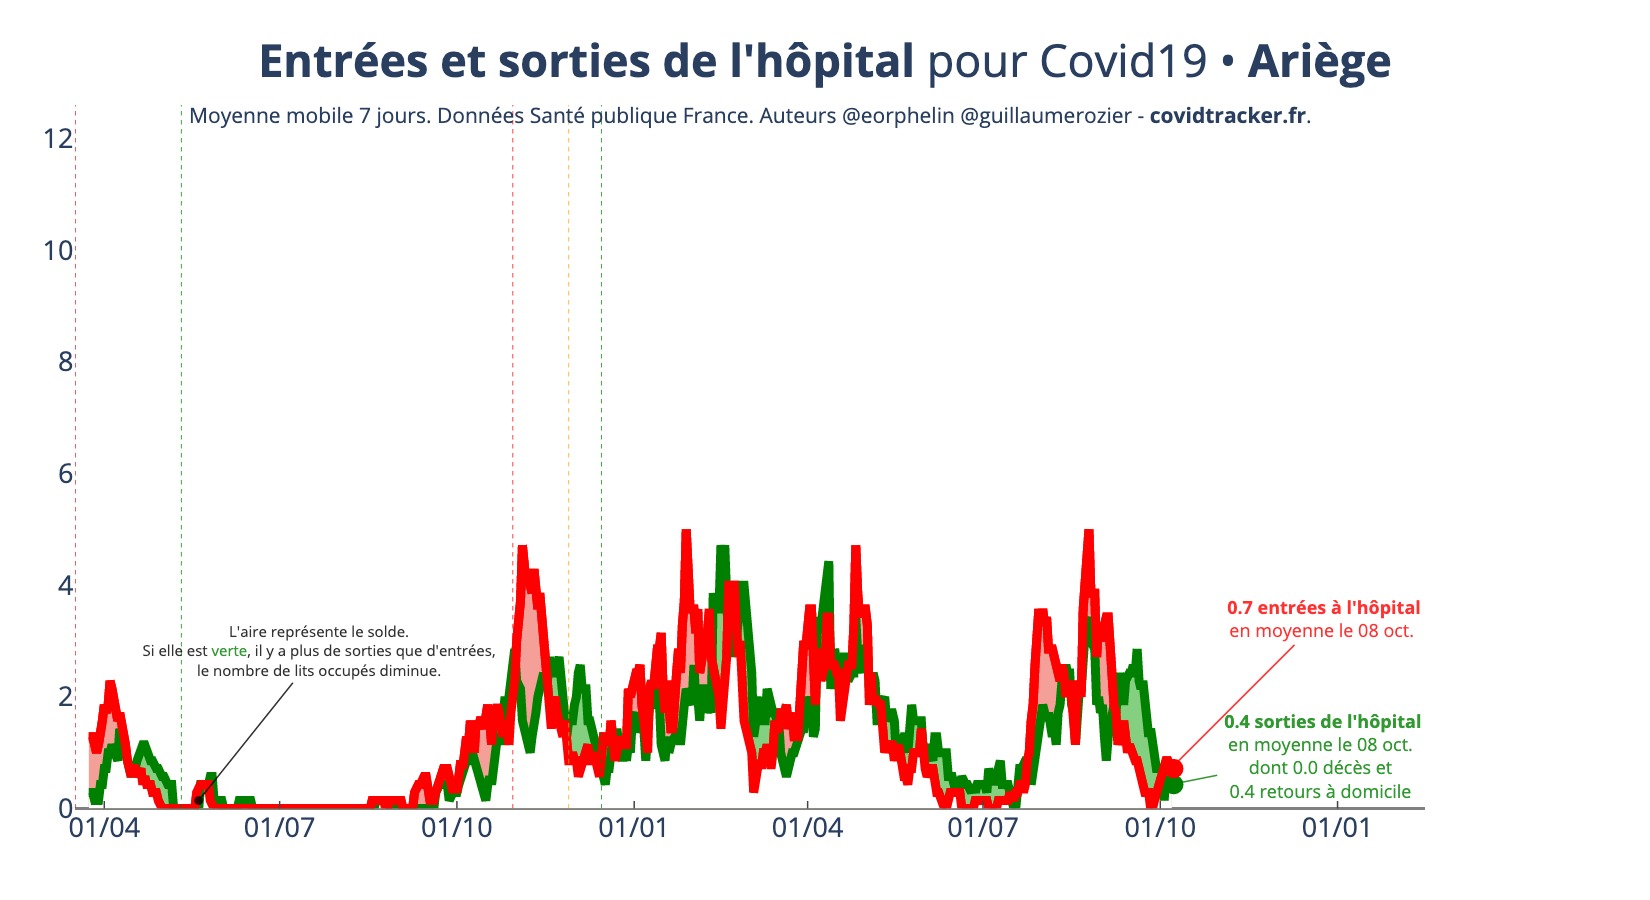 Entrées et sorties de l'hôpital pour Covid19 • Ariège
Moyenne mobile 7 jours. Données Santé publique France. Auteurs @eorphelin @guillaumerozier - covidtracker.fr.
12
10
8
6
4
2
0
L'aire représente le solde.
Si elle est verte, il y a plus de sorties que d'entrées,
le nombre de lits occupés diminue.
0.7 entrées à l'hôpital
en moyenne le 08 oct.
0.4 sorties de l'hôpital
en moyenne le 08 oct.
dont 0.0 décès et
0.4 retours à domicile
01/04 01/07 01/10 01/01 01/04 01/07 01/10 01/01